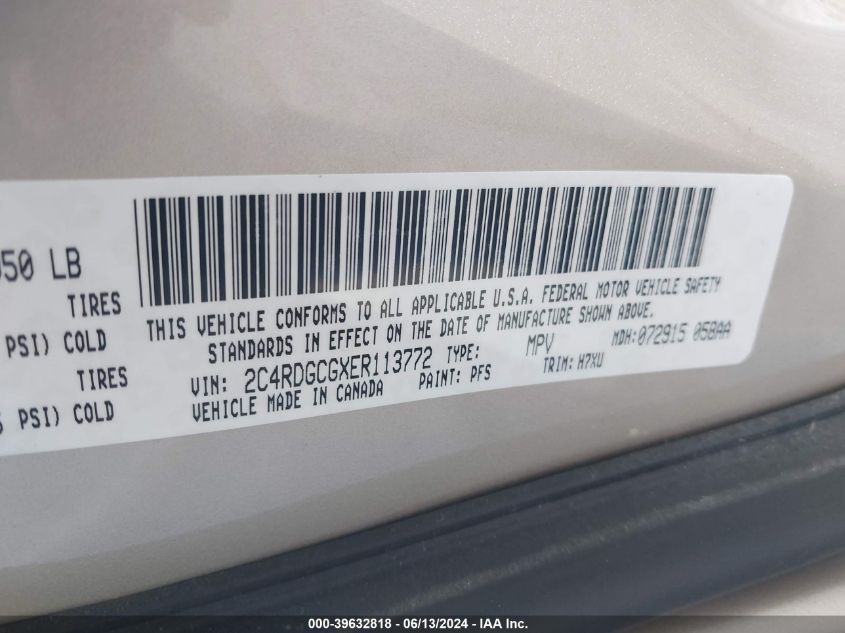 50 LB
TIRES
PSI) COLD
TIRES
PSI) COLD
THIS VEHICLE CONFORMS TO ALL APPLICABLE U.S.A. FEDERAL MOTOR VEHICLE SAFETY
STANDARDS IN EFFECT ON THE DATE OF MANUFACTURE SHOWN ABOVE.
VIN: 2C4RDGCGXER113772 TYPE: MPV MDH:072915 05BAA
VEHICLE MADE IN CANADA PAINT: PFS TRIM: H7XU
000-39632818 - 06/13/2024 - IAA Inc.